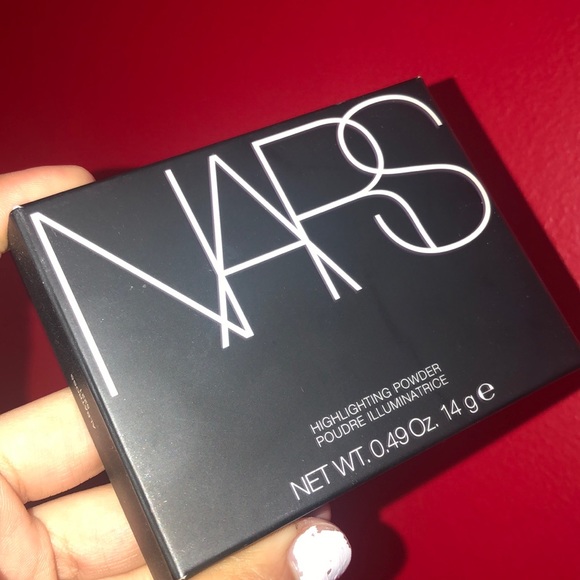 NARS
HIGHLIGHTING POWDER
POUDRE ILLUMINATRICE
NET WT. 0.49 Oz. 14 g ℮